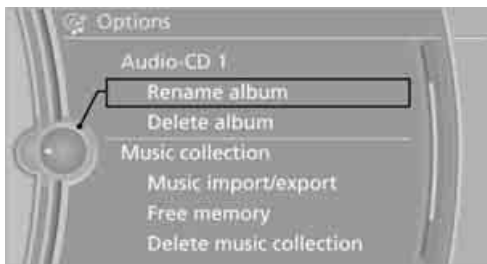 Options
Audio-CD 1
Rename album
Delete album
Music collection
Music import/export
Free memory
Delete music collection